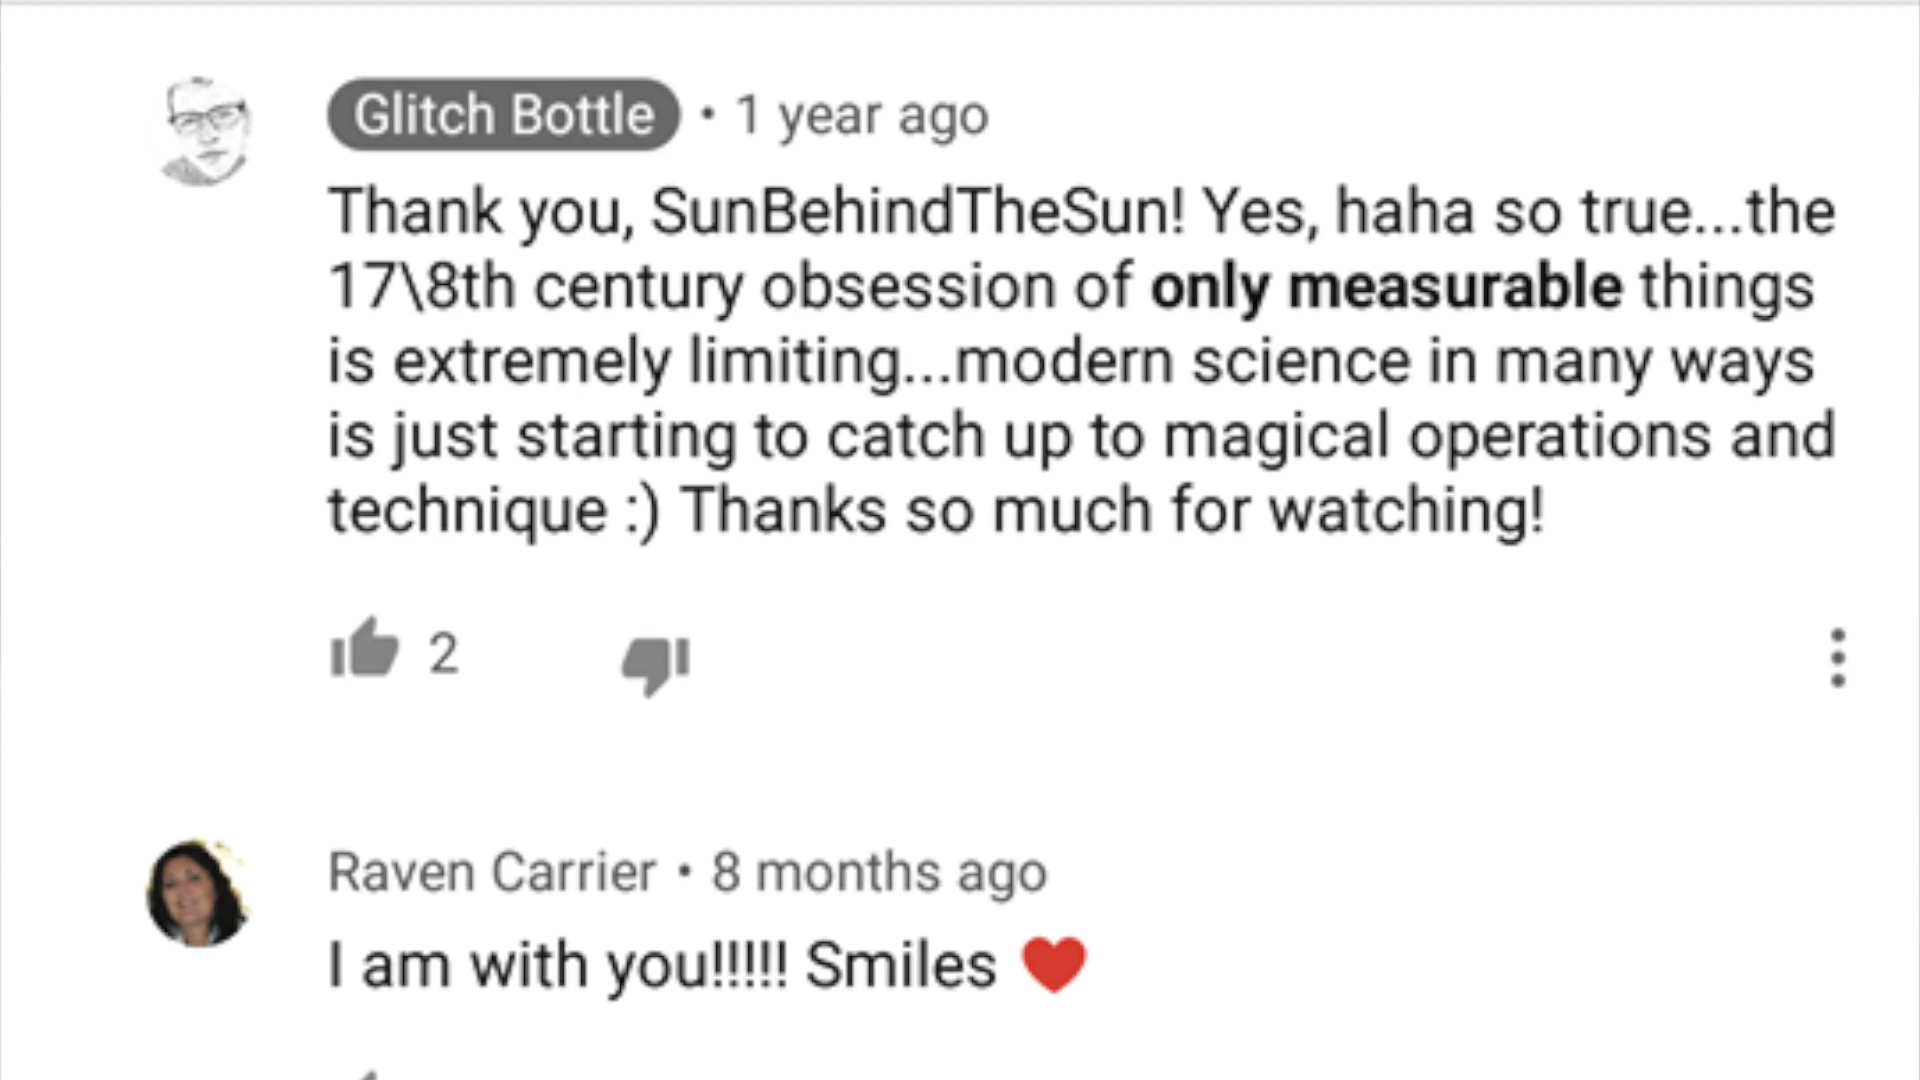 Glitch Bottle • 1 year ago
Thank you, SunBehindTheSun! Yes, haha so true...the
17\8th century obsession of only measurable things
is extremely limiting...modern science in many ways
is just starting to catch up to magical operations and
technique :) Thanks so much for watching!
2
Raven Carrier • 8 months ago
I am with you!!!!! Smiles ❤️